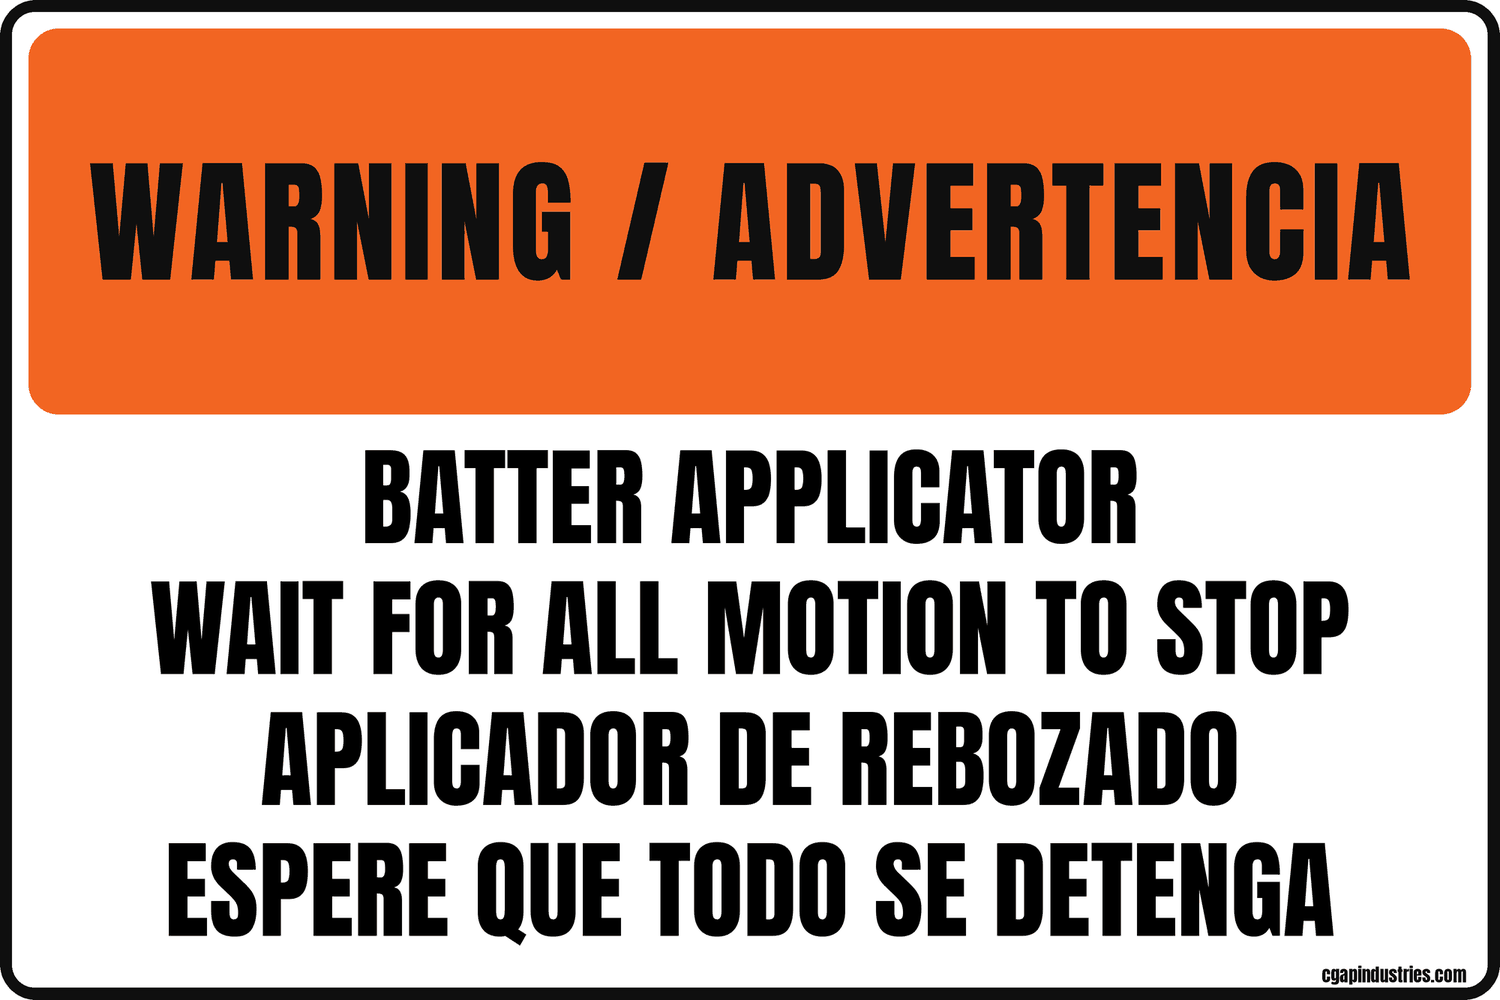 WARNING / ADVERTENCIA
BATTER APPLICATOR
WAIT FOR ALL MOTION TO STOP
APLICADOR DE REBOZADO
ESPERE QUE TODO SE DETENGA
cgapindustries.com